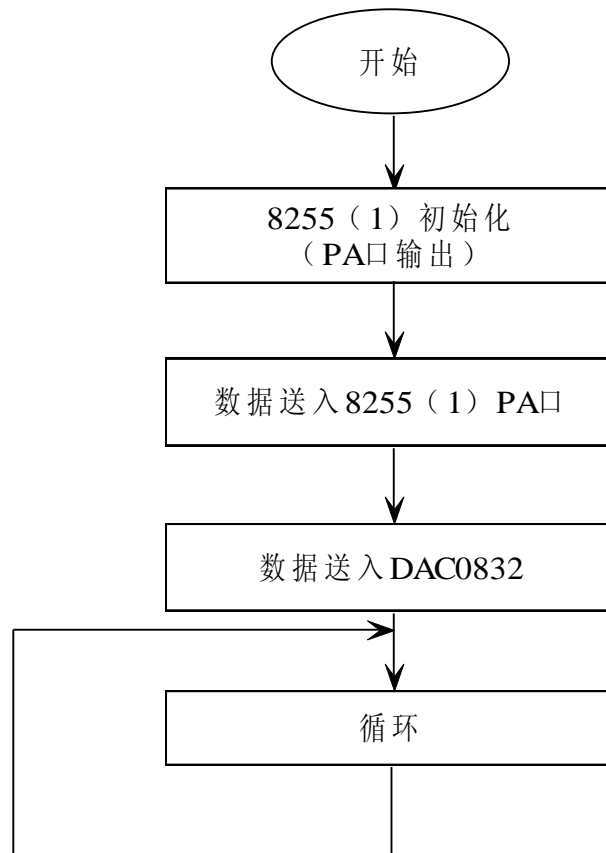 开始
8255（1）初始化
（PA口输出）
数据送入8255（1）PA口
数据送入DAC0832
循环